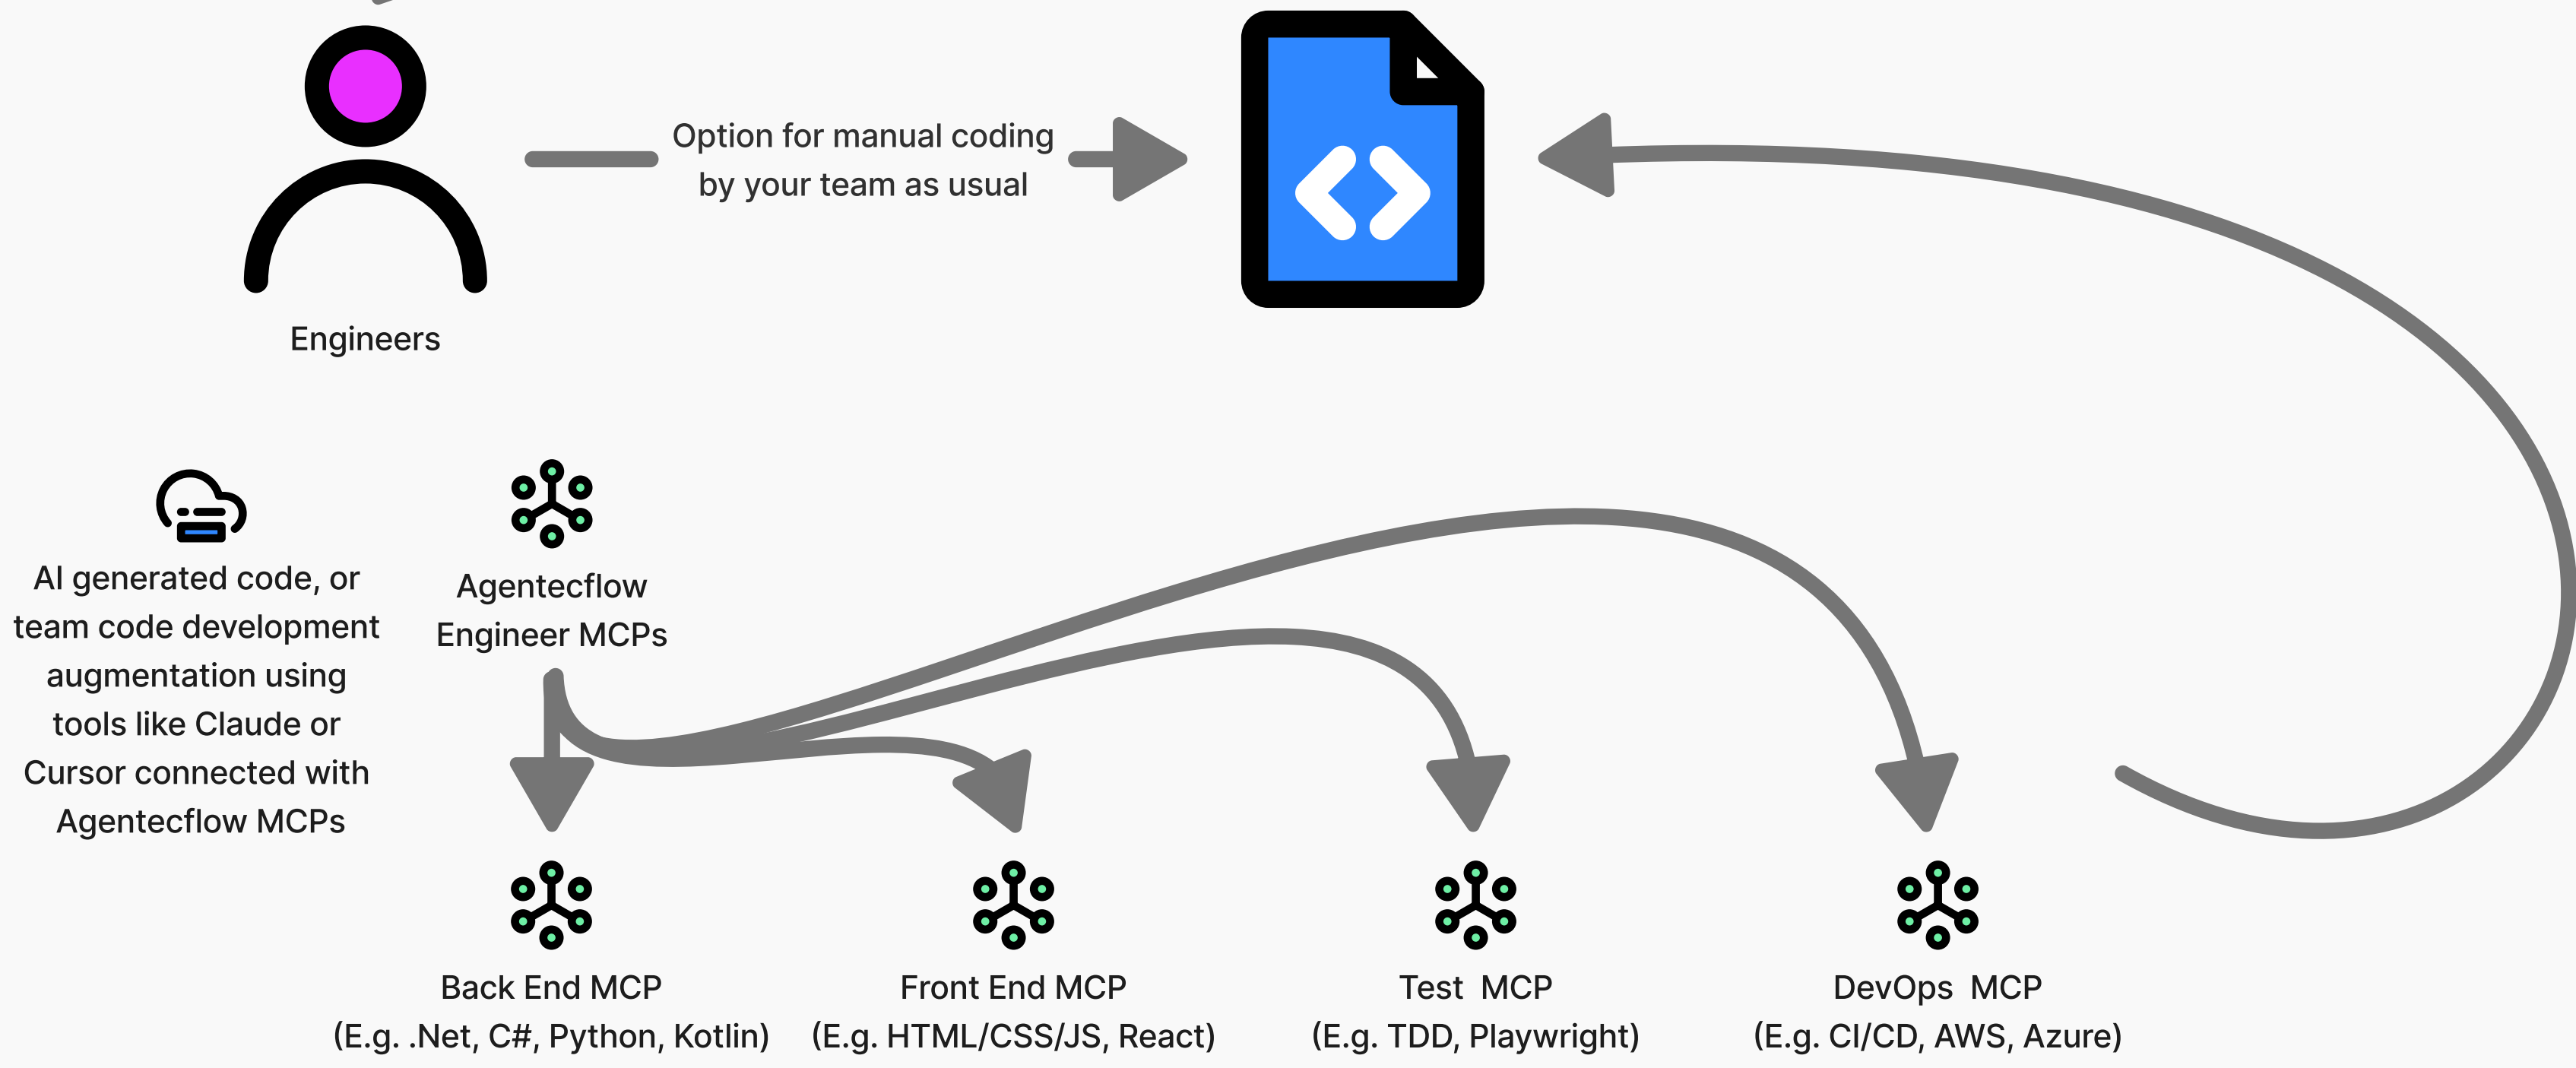 Option for manual coding
by your team as usual
Engineers
AI generated code, or
team code development
augmentation using
tools like Claude or
Cursor connected with
Agentecflow MCPs
Agentecflow
Engineer MCPs
Back End MCP
(E.g. .Net, C#, Python, Kotlin)
Front End MCP
(E.g. HTML/CSS/JS, React)
Test  MCP
(E.g. TDD, Playwright)
DevOps  MCP
(E.g. CI/CD, AWS, Azure)